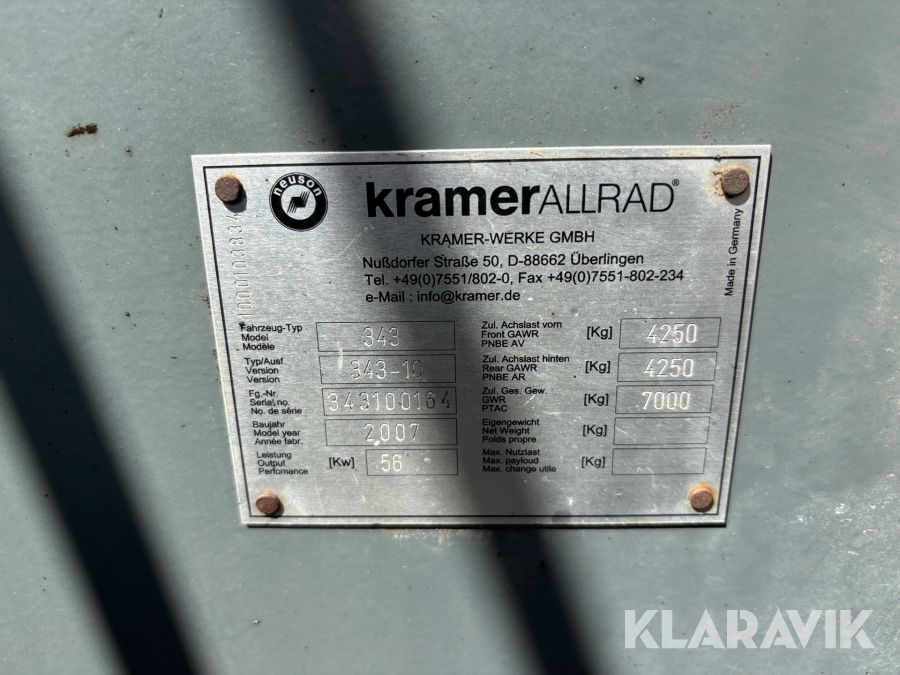 neuson
kramerALLRAD®
KRAMER-WERKE GMBH
Nußdorfer Straße 50, D-88662 Überlingen
Tel. +49(0)7551/802-0, Fax +49(0)7551-802-234
e-Mail : info@kramer.de
Made in Germany
1000103834
Fahrzeug-Typ
Model
Modèle
343
Typ/Ausf.
Version
Version
343-10
Fg.-Nr.
Serial no.
No. de série
343100164
Baujahr
Model year
Année fabr.
2007
Leistung
Output
Perfomance
[Kw] 56
Zul. Achslast vorn
Front GAWR
PNBE AV
[Kg] 4250
Zul. Achslast hinten
Rear GAWR
PNBE AR
[Kg] 4250
Zul. Ges. Gew.
GWR
PTAC
[Kg] 7000
Eigengewicht
Net Weight
Poids propre
[Kg]
Max. Nutzlast
Max. payloud
Max. change utile
[Kg]
KLARAVIK